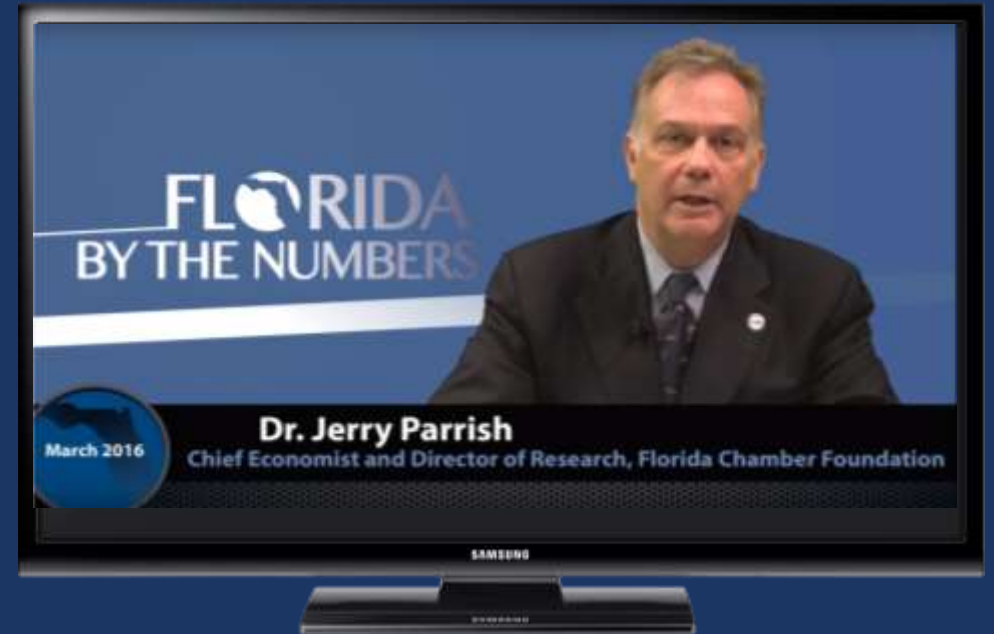 FLORIDA
BY THE NUMBERS
March 2016
Dr. Jerry Parrish
Chief Economist and Director of Research, Florida Chamber Foundation
SAMSUNG